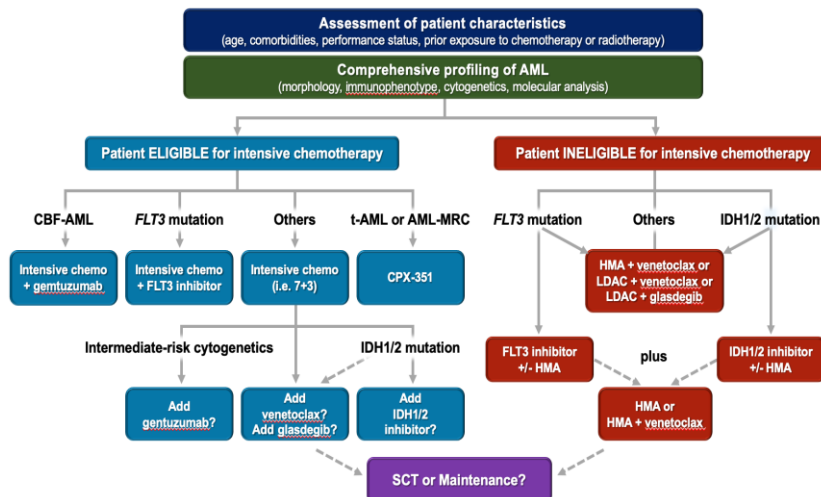 Assessment of patient characteristics
(age, comorbidities, performance status, prior exposure to chemotherapy or radiotherapy)
Comprehensive profiling of AML
(morphology, immunophenotype, cytogenetics, molecular analysis)
Patient ELIGIBLE for intensive chemotherapy
Patient INELIGIBLE for intensive chemotherapy
CBF-AML
FLT3 mutation
Others
t-AML or AML-MRC
FLT3 mutation
Others
IDH1/2 mutation
Intensive chemo
+ gemtuzumab
Intensive chemo
+ FLT3 inhibitor
Intensive chemo
(i.e. 7+3)
CPX-351
HMA + venetoclax or
LDAC + venetoclax or
LDAC + glasdegib
Intermediate-risk cytogenetics
IDH1/2 mutation
FLT3 inhibitor
+/- HMA
plus
IDH1/2 inhibitor
+/- HMA
Add
gentuzumab?
Add
venetoclax?
Add glasdegib?
Add
IDH1/2
inhibitor?
HMA or
HMA + venetoclax
SCT or Maintenance?